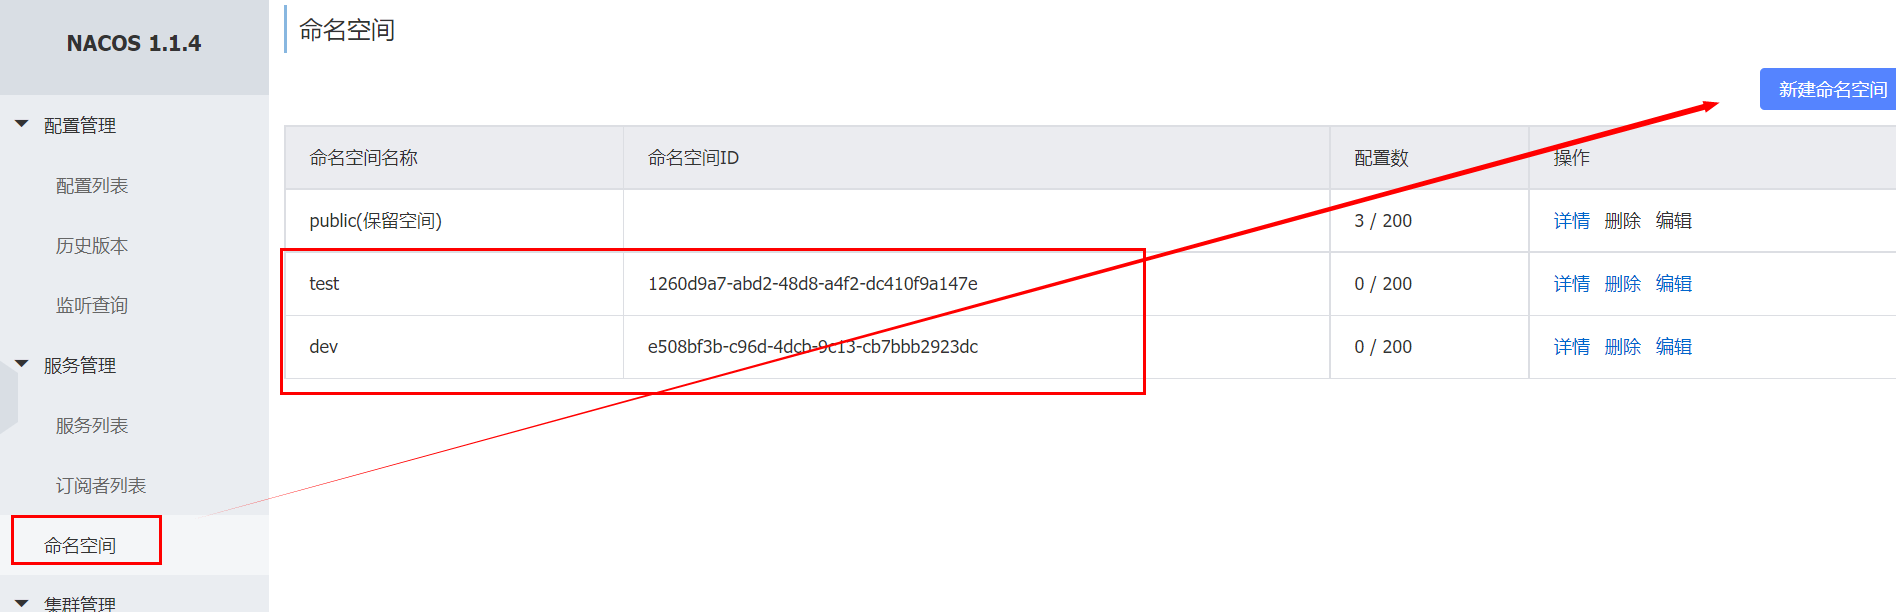 NACOS 1.1.4
配置管理
配置列表
历史版本
监听查询
服务管理
服务列表
订阅者列表
命名空间
集群管理
命名空间
新建命名空间
命名空间名称 命名空间ID 配置数 操作
public(保留空间) 3 / 200 详情 删除 编辑
test 1260d9a7-abd2-48d8-a4f2-dc410f9a147e 0 / 200 详情 删除 编辑
dev e508bf3b-c96d-4dcb-9c13-cb7bbb2923dc 0 / 200 详情 删除 编辑